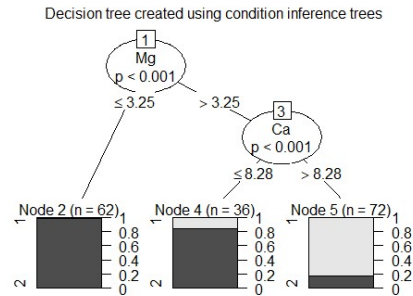 Decision tree created using condition inference trees
1
Mg
p < 0.001
≤ 3.25 > 3.25
3
Ca
p < 0.001
≤ 8.28 > 8.28
Node 2 (n = 62) Node 4 (n = 36) Node 5 (n = 72)
1 1 1 1 1 1
0.8 0.8 0.8
0.6 0.6 0.6
0.4 0.4 0.4
2 0.2 2 0.2 2 0.2
0 0 0